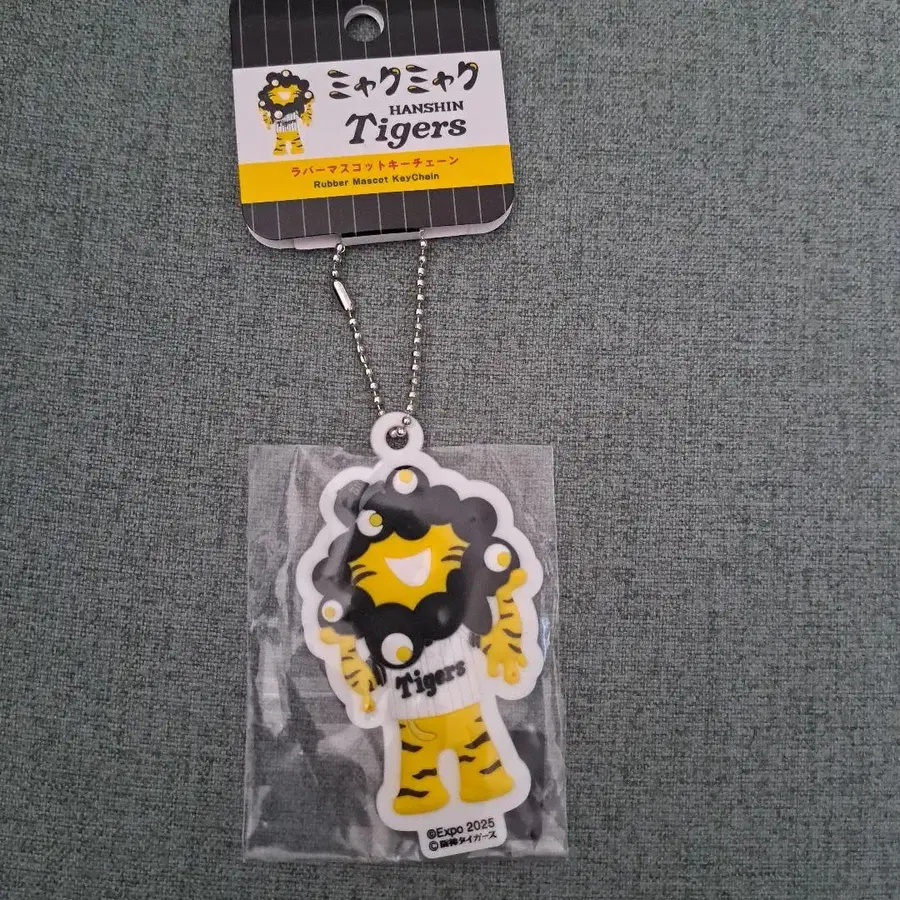 ミャクミャク
HANSHIN
Tigers
ラバーマスコットキーチェーン
Rubber Mascot KeyChain
Tigers
©Expo 2025
©阪神タイガース